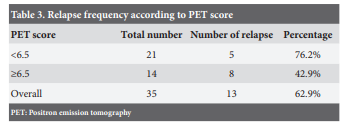 Table 3. Relapse frequency according to PET score
PET score Total number Number of relapse Percentage
<6.5 21 5 76.2%
≥6.5 14 8 42.9%
Overall 35 13 62.9%
PET: Positron emission tomography